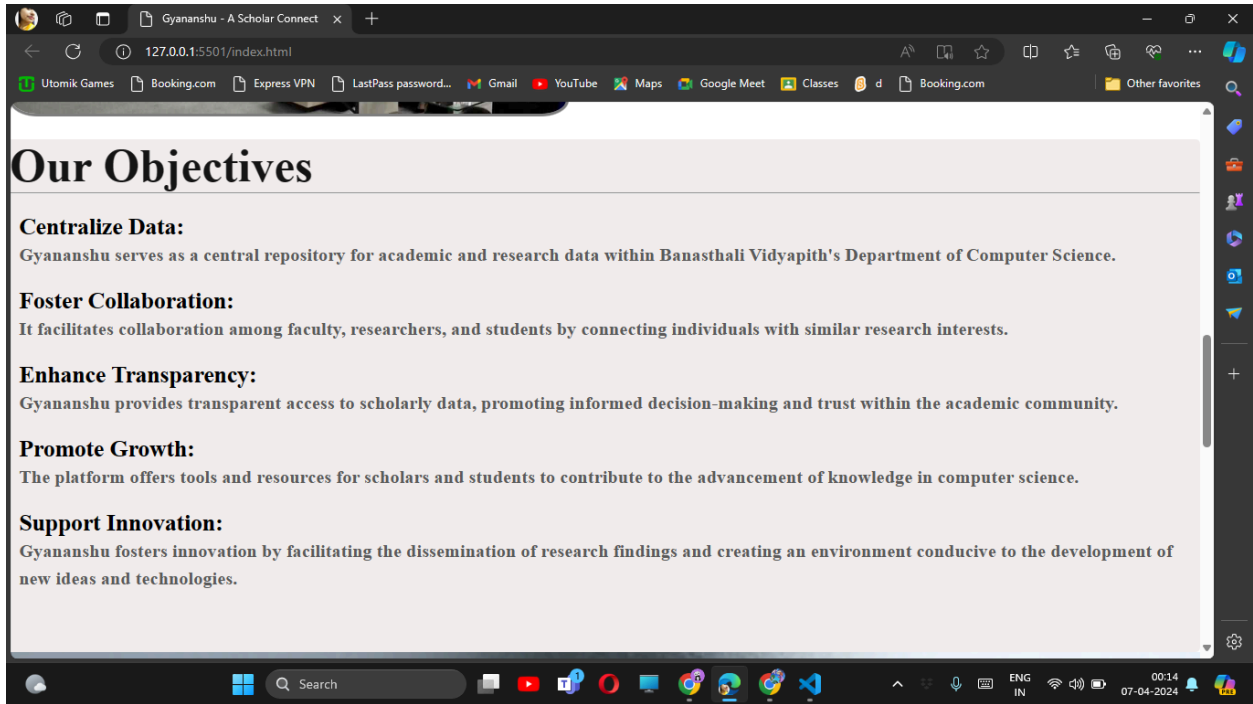 Gyananshu - A Scholar Connect
127.0.0.1:5501/index.html
Utomik Games Booking.com Express VPN LastPass password... Gmail YouTube Maps Google Meet Classes d Booking.com Other favorites
Our Objectives
Centralize Data:
Gyananshu serves as a central repository for academic and research data within Banasthali Vidyapith's Department of Computer Science.
Foster Collaboration:
It facilitates collaboration among faculty, researchers, and students by connecting individuals with similar research interests.
Enhance Transparency:
Gyananshu provides transparent access to scholarly data, promoting informed decision-making and trust within the academic community.
Promote Growth:
The platform offers tools and resources for scholars and students to contribute to the advancement of knowledge in computer science.
Support Innovation:
Gyananshu fosters innovation by facilitating the dissemination of research findings and creating an environment conducive to the development of
new ideas and technologies.
Search
ENG 00:14
IN 07-04-2024